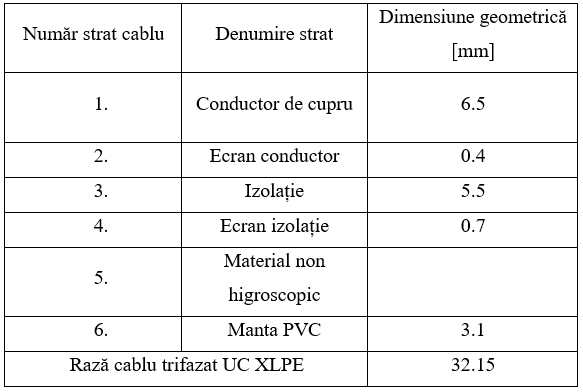 Număr strat cablu Denumire strat Dimensiune geometrică
[mm]
1. Conductor de cupru 6.5
2. Ecran conductor 0.4
3. Izolație 5.5
4. Ecran izolație 0.7
5. Material non
higroscopic
6. Manta PVC 3.1
Rază cablu trifazat UC XLPE 32.15